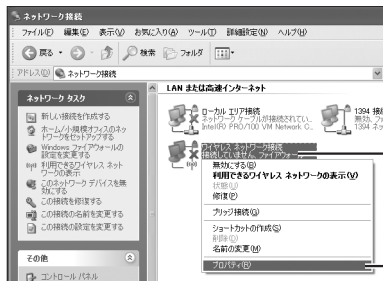 ネットワーク接続
ファイル(F) 編集(E) 表示(V) お気に入り(A) ツール(T) 詳細設定(N) ヘルプ(H)
戻る 検索 フォルダ
アドレス(D) ネットワーク接続
ネットワーク タスク
新しい接続を作成する
ホーム/小規模オフィスのネットワークをセットアップする
Windows ファイアウォールの設定を変更する
利用できるワイヤレス ネットワークの表示
このネットワーク デバイスを無効にする
この接続を修復する
この接続の名前を変更する
この接続の設定を変更する
その他
コントロール パネル
LAN または高速インターネット
ローカル エリア接続
ネットワーク ケーブルが接続されてい...
Intel(R) PRO/100 VM Network C...
1394 接
無効, フ
1394 ネッ
ワイヤレス ネットワーク接続
接続していません, ファイアウォー
無効にする(B)
利用できるワイヤレス ネットワークの表示(V)
状態(U)
修復(P)
ブリッジ接続(G)
ショートカットの作成(S)
削除(D)
名前の変更(M)
プロパティ(R)